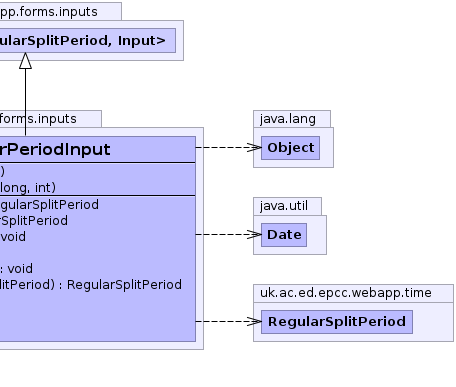 pp.forms.inputs
ularSplitPeriod, Input>
forms.inputs
rPeriodInput
)
long, int)
gularSplitPeriod
rSplitPeriod
void
: void
litPeriod) : RegularSplitPeriod
java.lang
Object
java.util
Date
uk.ac.ed.epcc.webapp.time
RegularSplitPeriod